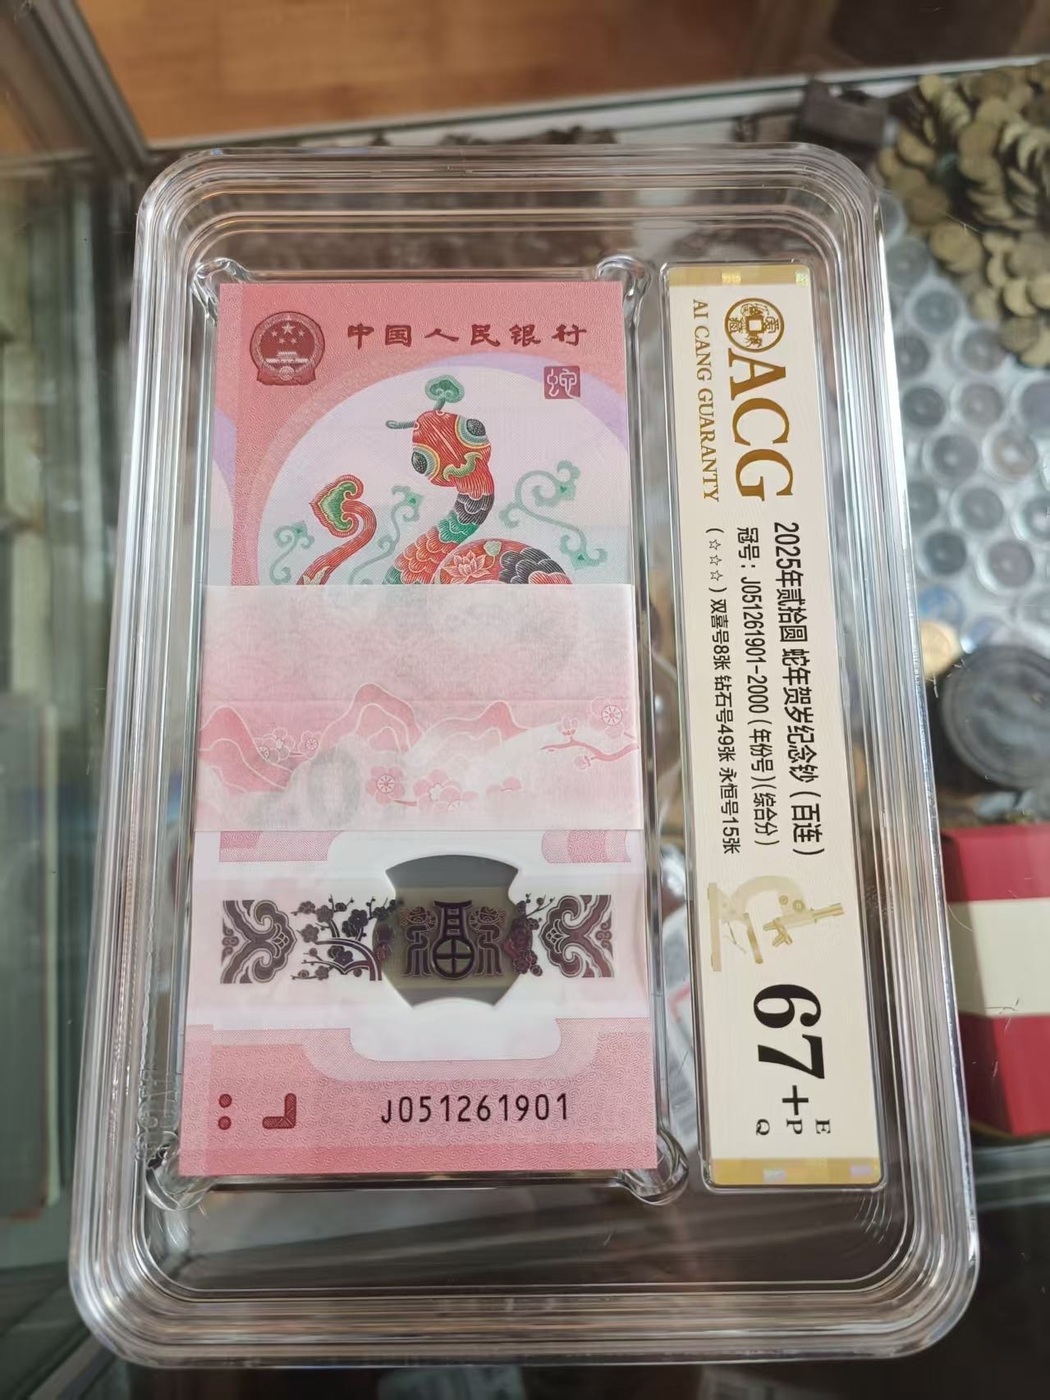 中国人民银行
蛇
福
J051261901
ACG
AI CANG GUARANTY
2025年贰拾圆 蛇年贺岁纪念钞（百连）
冠号：J051261901-2000（年份号）（综合分）
（☆☆☆）双喜号8张 钻石号49张 永恒号15张
67+
E
P
Q